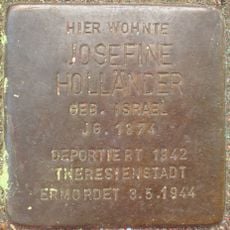 HIER WOHNTE
JOSEFINE
HOLLÄNDER
GEB. ISRAEL
JG. 1874
DEPORTIERT 1942
THERESIENSTADT
ERMORDET 3.5.1944